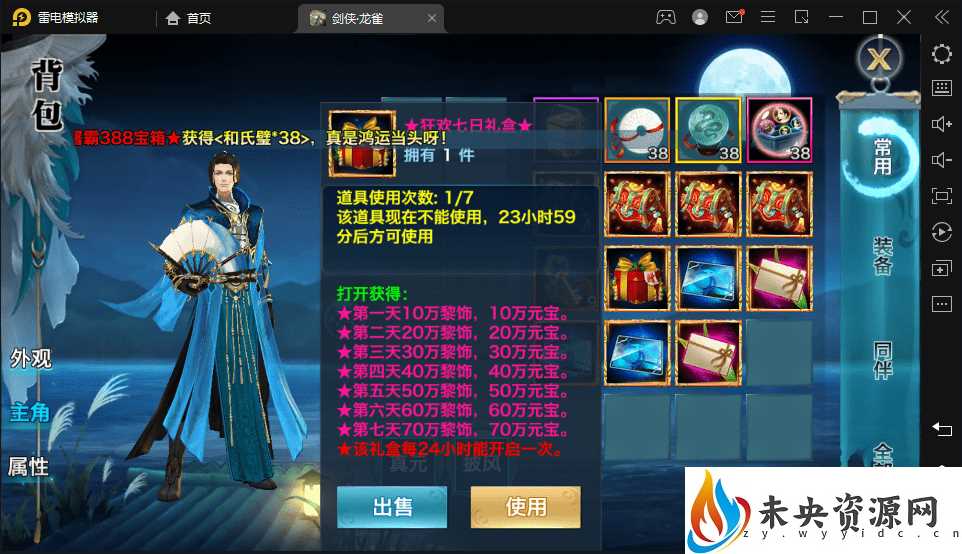 雷电模拟器
首页
剑侠·龙雀
背包
★狂欢七日礼盒★
霸388宝箱★获得<和氏璧*38>，真是鸿运当头呀！
拥有 1 件
38
38
38
常用
道具使用次数: 1/7
该道具现在不能使用，23小时59
分后方可使用
装备
打开获得：
★第一天10万黎饰，10万元宝。
★第二天20万黎饰，20万元宝。
★第三天30万黎饰，30万元宝。
★第四天40万黎饰，40万元宝。
★第五天50万黎饰，50万元宝。
★第六天60万黎饰，60万元宝。
★第七天70万黎饰，70万元宝。
★该礼盒每24小时能开启一次。
外观
主角
属性
同伴
真元
披风
出售
使用
未央资源网
zy.wyyidc.cn